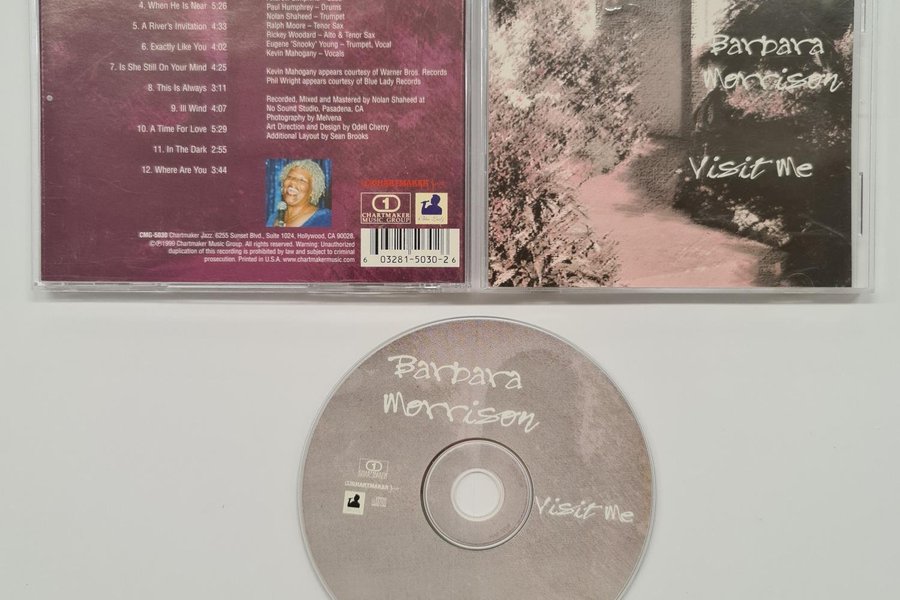 4. When He Is Near 5:26
5. A River's Invitation 4:33
6. Exactly Like You 4:02
7. Is She Still On Your Mind 4:25
8. This Is Always 3:11
9. Ill Wind 4:07
10. A Time For Love 5:29
11. In The Dark 2:55
12. Where Are You 3:44
Paul Humphrey – Drums
Nolan Shaheed – Trumpet
Ralph Moore – Tenor Sax
Rickey Woodard – Alto & Tenor Sax
Eugene "Snooky" Young – Trumpet, Vocal
Kevin Mahogany – Vocals
Kevin Mahogany appears courtesy of Warner Bros. Records
Phil Wright appears courtesy of Blue Lady Records
Recorded, Mixed and Mastered by Nolan Shaheed at
No Sound Studio, Pasadena, CA
Photography by Melvena
Art Direction and Design by Odell Cherry
Additional Layout by Sean Brooks
CHARTMAKER
1
CHARTMAKER
MUSIC GROUP
CMG-5030 Chartmaker Jazz. 6255 Sunset Blvd., Suite 1024, Hollywood, CA 90028.
©℗1999 Chartmaker Music Group. All rights reserved. Warning: Unauthorized
duplication of this recording is prohibited by law and subject to criminal
prosecution. Printed in U.S.A. www.chartmakermusic.com
6 03281-5030-2 6
Barbara
Morrison
Visit Me
Barbara
Morrison
1
CHARTMAKER
Visit Me